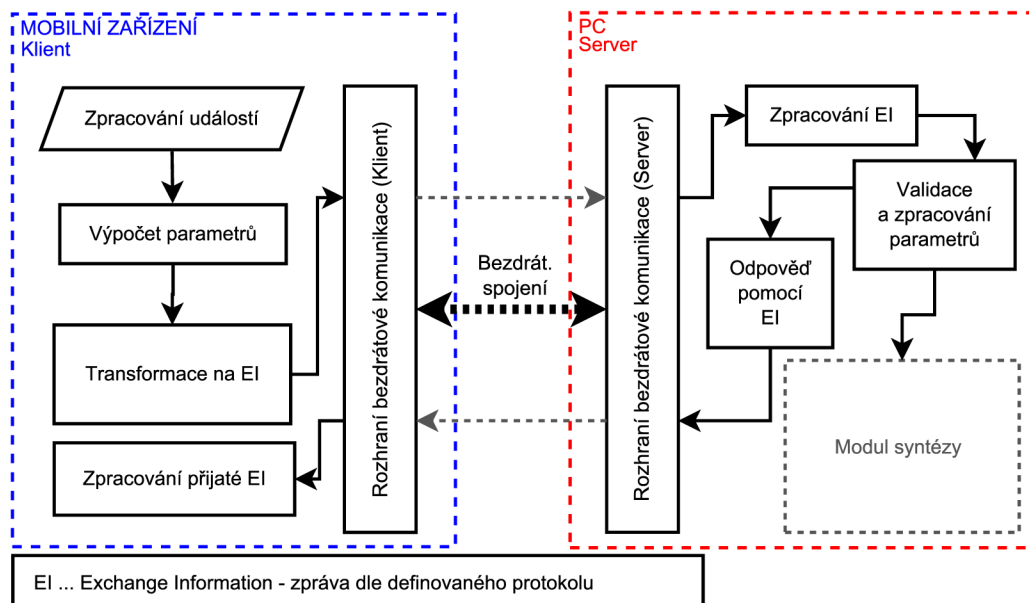 MOBILNÍ ZAŘÍZENÍ
Klient
Zpracování událostí
Výpočet parametrů
Transformace na EI
Zpracování přijaté EI
Rozhraní bezdrátové komunikace (Klient)
Bezdrát.
spojení
PC
Server
Rozhraní bezdrátové komunikace (Server)
Zpracování EI
Validace
a zpracování
parametrů
Odpověď
pomocí
EI
Modul syntézy
EI ... Exchange Information - zpráva dle definovaného protokolu